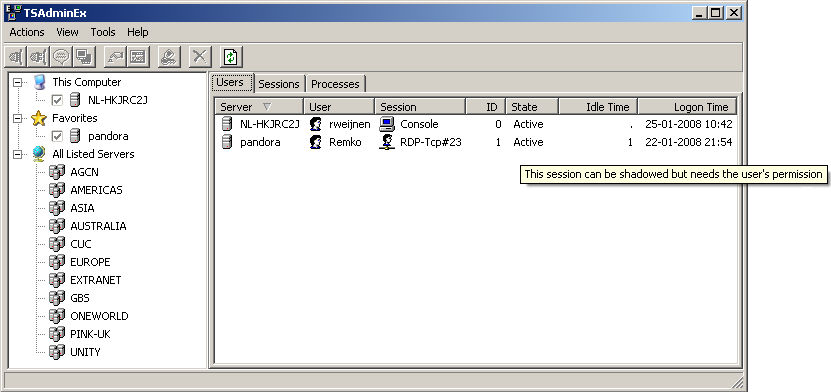 TSAdminEx
Actions View Tools Help
This Computer
NL-HKJRC2J
Favorites
pandora
All Listed Servers
AGCN
AMERICAS
ASIA
AUSTRALIA
CUC
EUROPE
EXTRANET
GBS
ONEWORLD
PINK-UK
UNITY
Users Sessions Processes
Server User Session ID State Idle Time Logon Time
NL-HKJRC2J rweijnen Console 0 Active . 25-01-2008 10:42
pandora Remko RDP-Tcp#23 1 Active 1 22-01-2008 21:54
This session can be shadowed but needs the user's permission